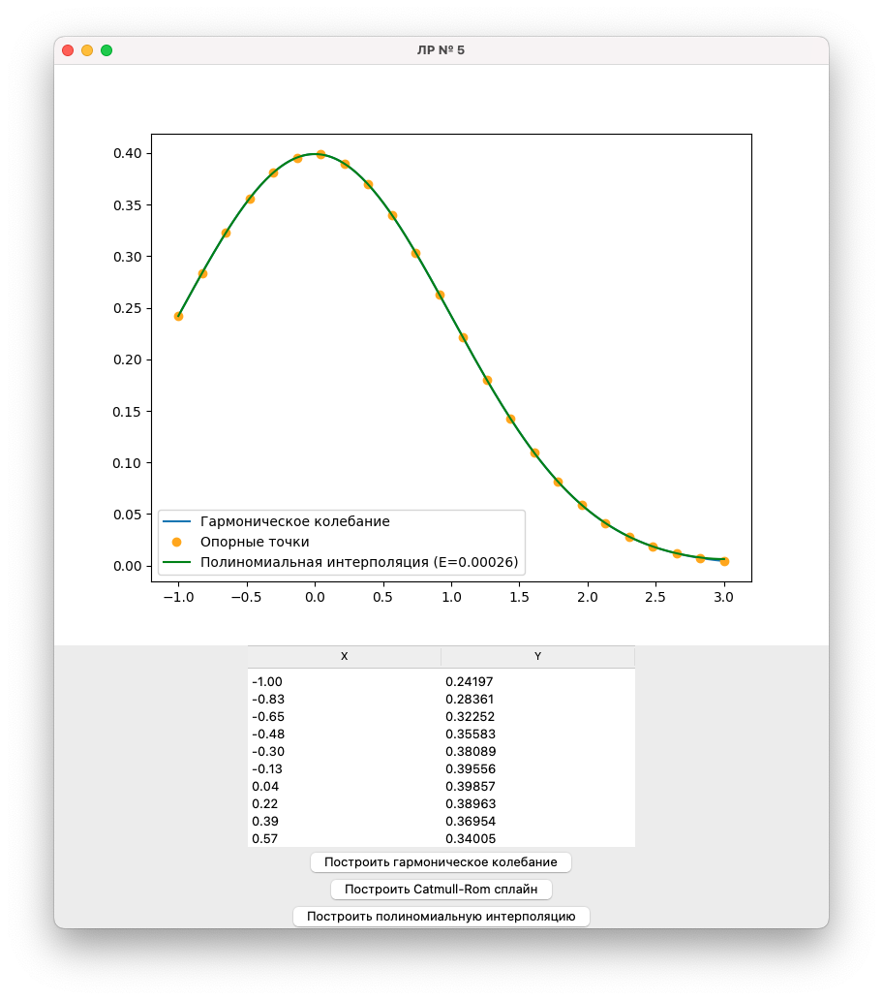 ЛР № 5
0.40
0.35
0.30
0.25
0.20
0.15
0.10
0.05
0.00
Гармоническое колебание
Опорные точки
Полиномиальная интерполяция (E=0.00026)
−1.0 −0.5 0.0 0.5 1.0 1.5 2.0 2.5 3.0
X Y
-1.00 0.24197
-0.83 0.28361
-0.65 0.32252
-0.48 0.35583
-0.30 0.38089
-0.13 0.39556
0.04 0.39857
0.22 0.38963
0.39 0.36954
0.57 0.34005
Построить гармоническое колебание
Построить Catmull-Rom сплайн
Построить полиномиальную интерполяцию